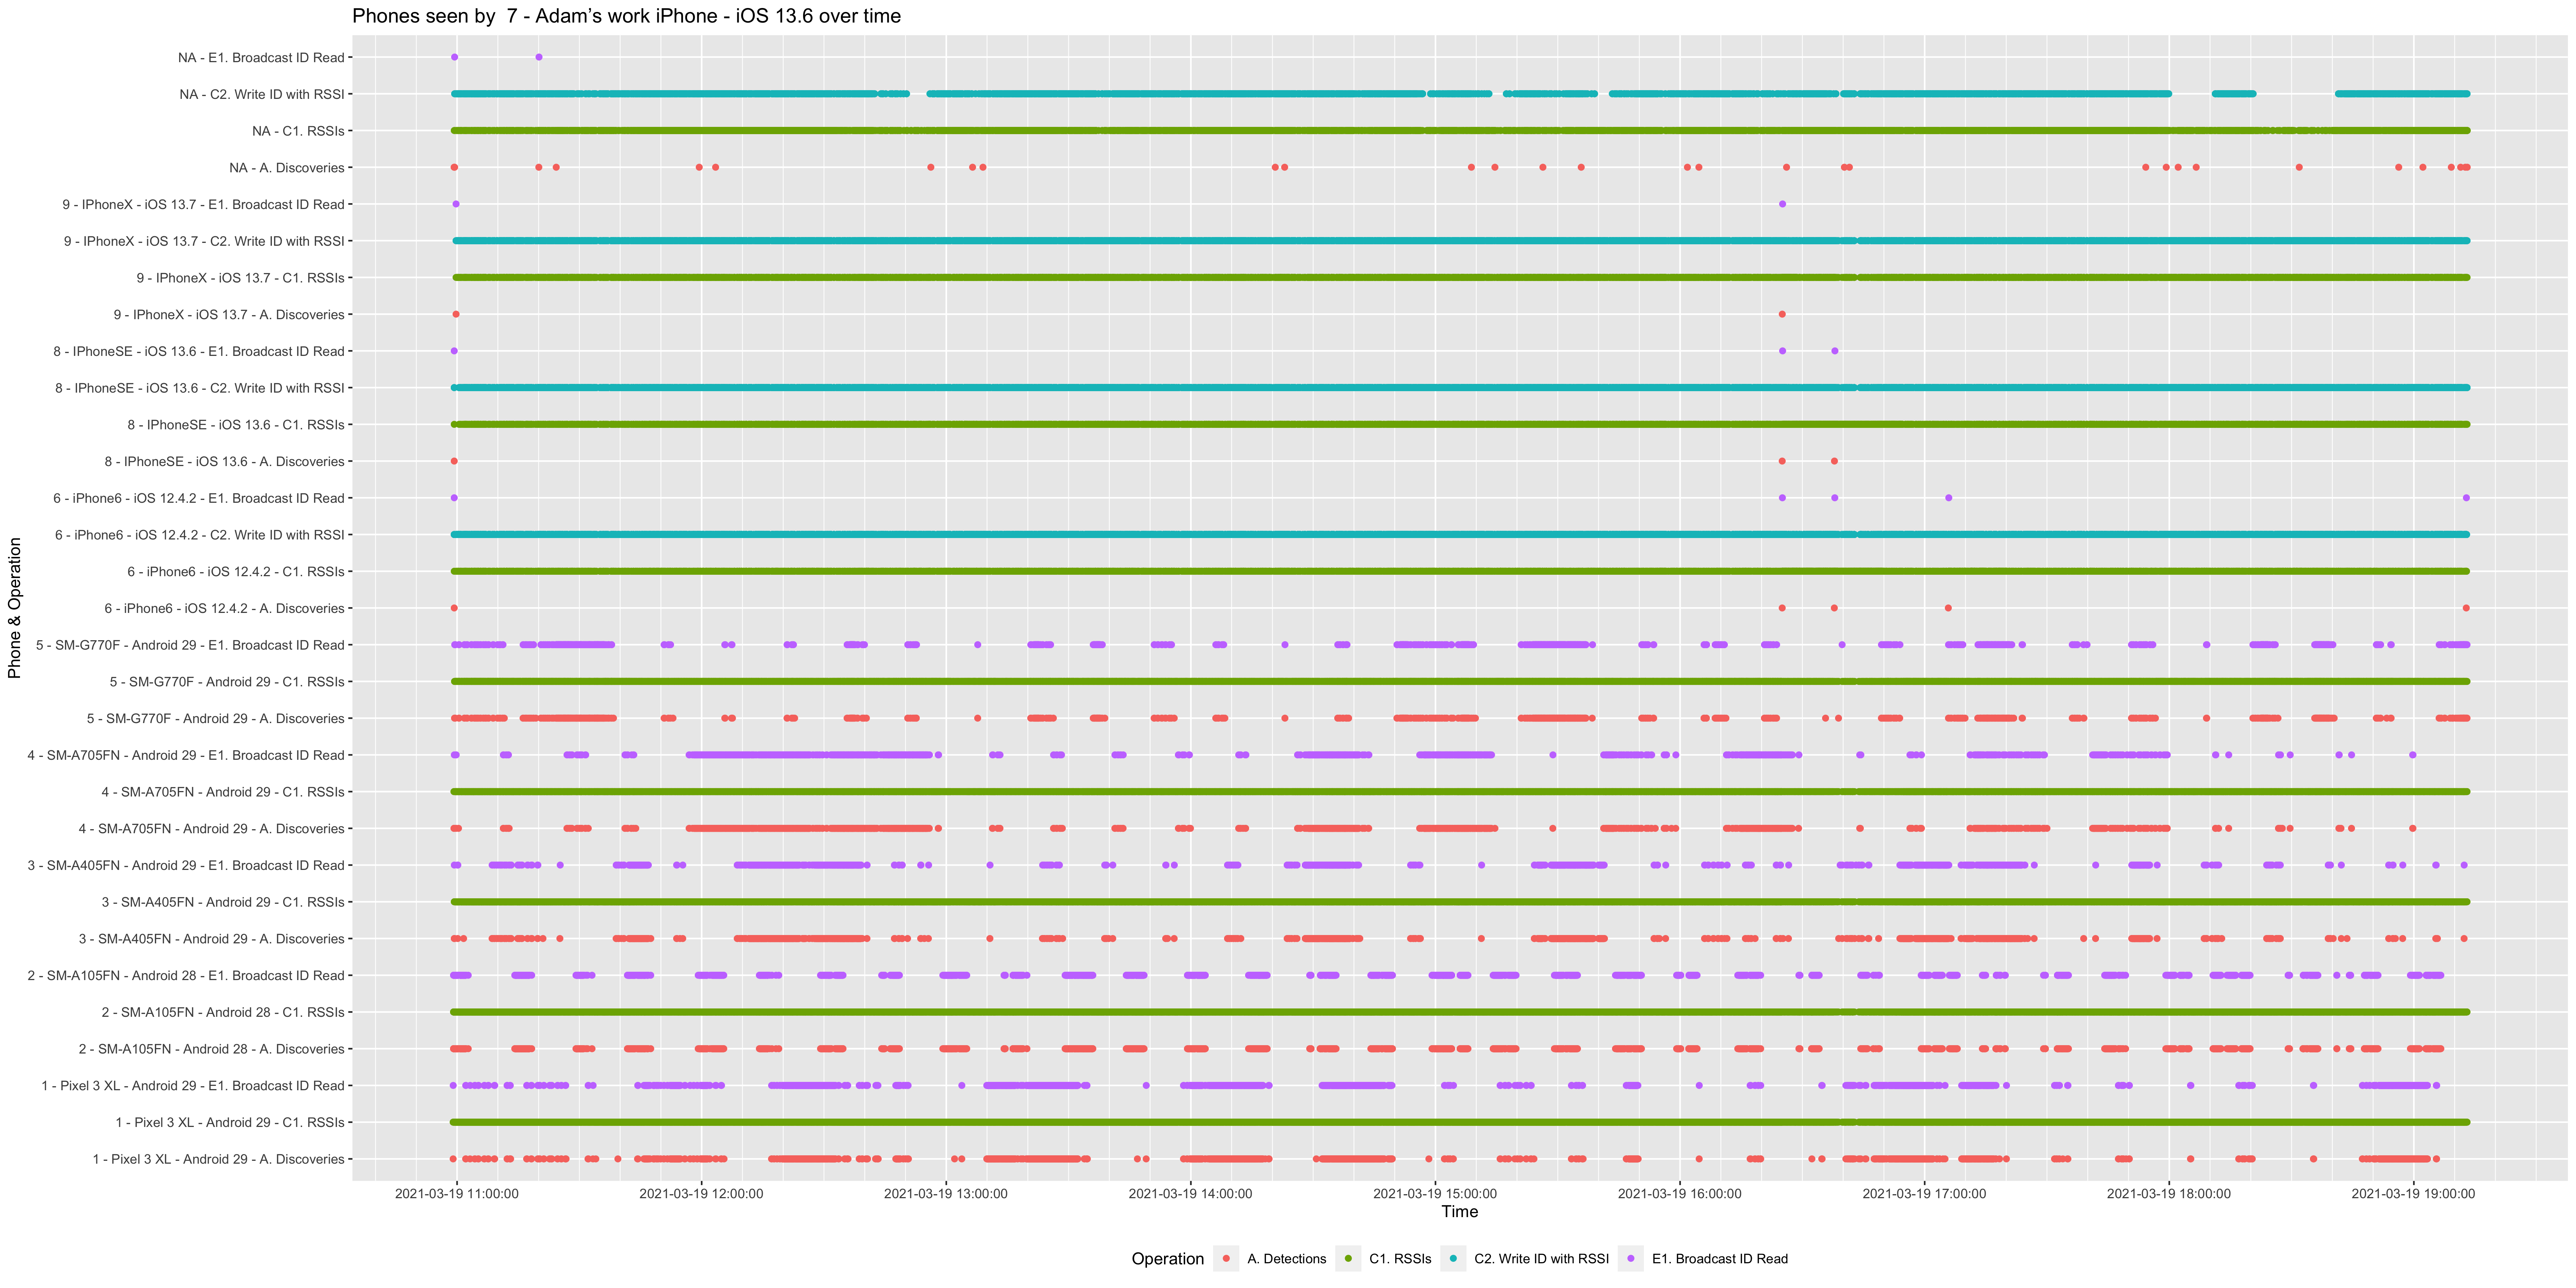 Phones seen by  7 - Adam’s work iPhone - iOS 13.6 over time
Phone & Operation
NA - E1. Broadcast ID Read
NA - C2. Write ID with RSSI
NA - C1. RSSIs
NA - A. Discoveries
9 - IPhoneX - iOS 13.7 - E1. Broadcast ID Read
9 - IPhoneX - iOS 13.7 - C2. Write ID with RSSI
9 - IPhoneX - iOS 13.7 - C1. RSSIs
9 - IPhoneX - iOS 13.7 - A. Discoveries
8 - IPhoneSE - iOS 13.6 - E1. Broadcast ID Read
8 - IPhoneSE - iOS 13.6 - C2. Write ID with RSSI
8 - IPhoneSE - iOS 13.6 - C1. RSSIs
8 - IPhoneSE - iOS 13.6 - A. Discoveries
6 - iPhone6 - iOS 12.4.2 - E1. Broadcast ID Read
6 - iPhone6 - iOS 12.4.2 - C2. Write ID with RSSI
6 - iPhone6 - iOS 12.4.2 - C1. RSSIs
6 - iPhone6 - iOS 12.4.2 - A. Discoveries
5 - SM-G770F - Android 29 - E1. Broadcast ID Read
5 - SM-G770F - Android 29 - C1. RSSIs
5 - SM-G770F - Android 29 - A. Discoveries
4 - SM-A705FN - Android 29 - E1. Broadcast ID Read
4 - SM-A705FN - Android 29 - C1. RSSIs
4 - SM-A705FN - Android 29 - A. Discoveries
3 - SM-A405FN - Android 29 - E1. Broadcast ID Read
3 - SM-A405FN - Android 29 - C1. RSSIs
3 - SM-A405FN - Android 29 - A. Discoveries
2 - SM-A105FN - Android 28 - E1. Broadcast ID Read
2 - SM-A105FN - Android 28 - C1. RSSIs
2 - SM-A105FN - Android 28 - A. Discoveries
1 - Pixel 3 XL - Android 29 - E1. Broadcast ID Read
1 - Pixel 3 XL - Android 29 - C1. RSSIs
1 - Pixel 3 XL - Android 29 - A. Discoveries
2021-03-19 11:00:00 2021-03-19 12:00:00 2021-03-19 13:00:00 2021-03-19 14:00:00 2021-03-19 15:00:00 2021-03-19 16:00:00 2021-03-19 17:00:00 2021-03-19 18:00:00 2021-03-19 19:00:00
Time
Operation A. Detections C1. RSSIs C2. Write ID with RSSI E1. Broadcast ID Read